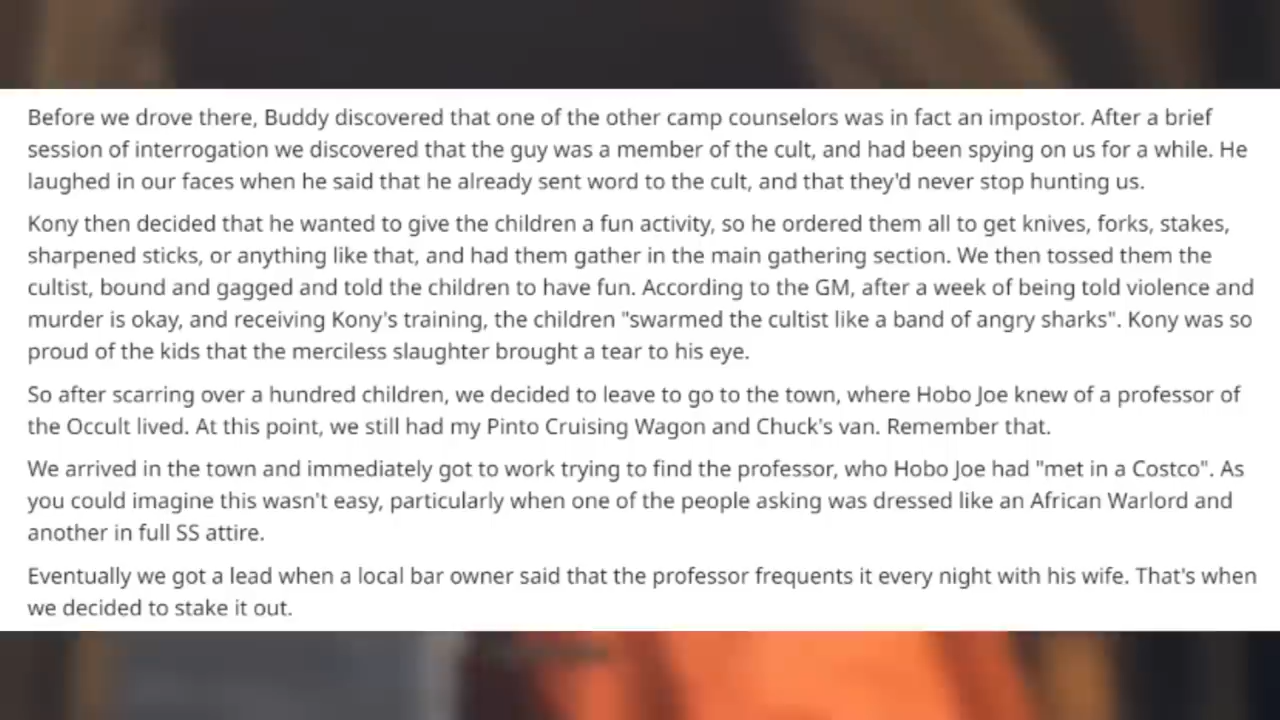 Before we drove there, Buddy discovered that one of the other camp counselors was in fact an impostor. After a brief
session of interrogation we discovered that the guy was a member of the cult, and had been spying on us for a while. He
laughed in our faces when he said that he already sent word to the cult, and that they'd never stop hunting us.
Kony then decided that he wanted to give the children a fun activity, so he ordered them all to get knives, forks, stakes,
sharpened sticks, or anything like that, and had them gather in the main gathering section. We then tossed them the
cultist, bound and gagged and told the children to have fun. According to the GM, after a week of being told violence and
murder is okay, and receiving Kony's training, the children "swarmed the cultist like a band of angry sharks". Kony was so
proud of the kids that the merciless slaughter brought a tear to his eye.
So after scarring over a hundred children, we decided to leave to go to the town, where Hobo Joe knew of a professor of
the Occult lived. At this point, we still had my Pinto Cruising Wagon and Chuck's van. Remember that.
We arrived in the town and immediately got to work trying to find the professor, who Hobo Joe had "met in a Costco". As
you could imagine this wasn't easy, particularly when one of the people asking was dressed like an African Warlord and
another in full SS attire.
Eventually we got a lead when a local bar owner said that the professor frequents it every night with his wife. That's when
we decided to stake it out.